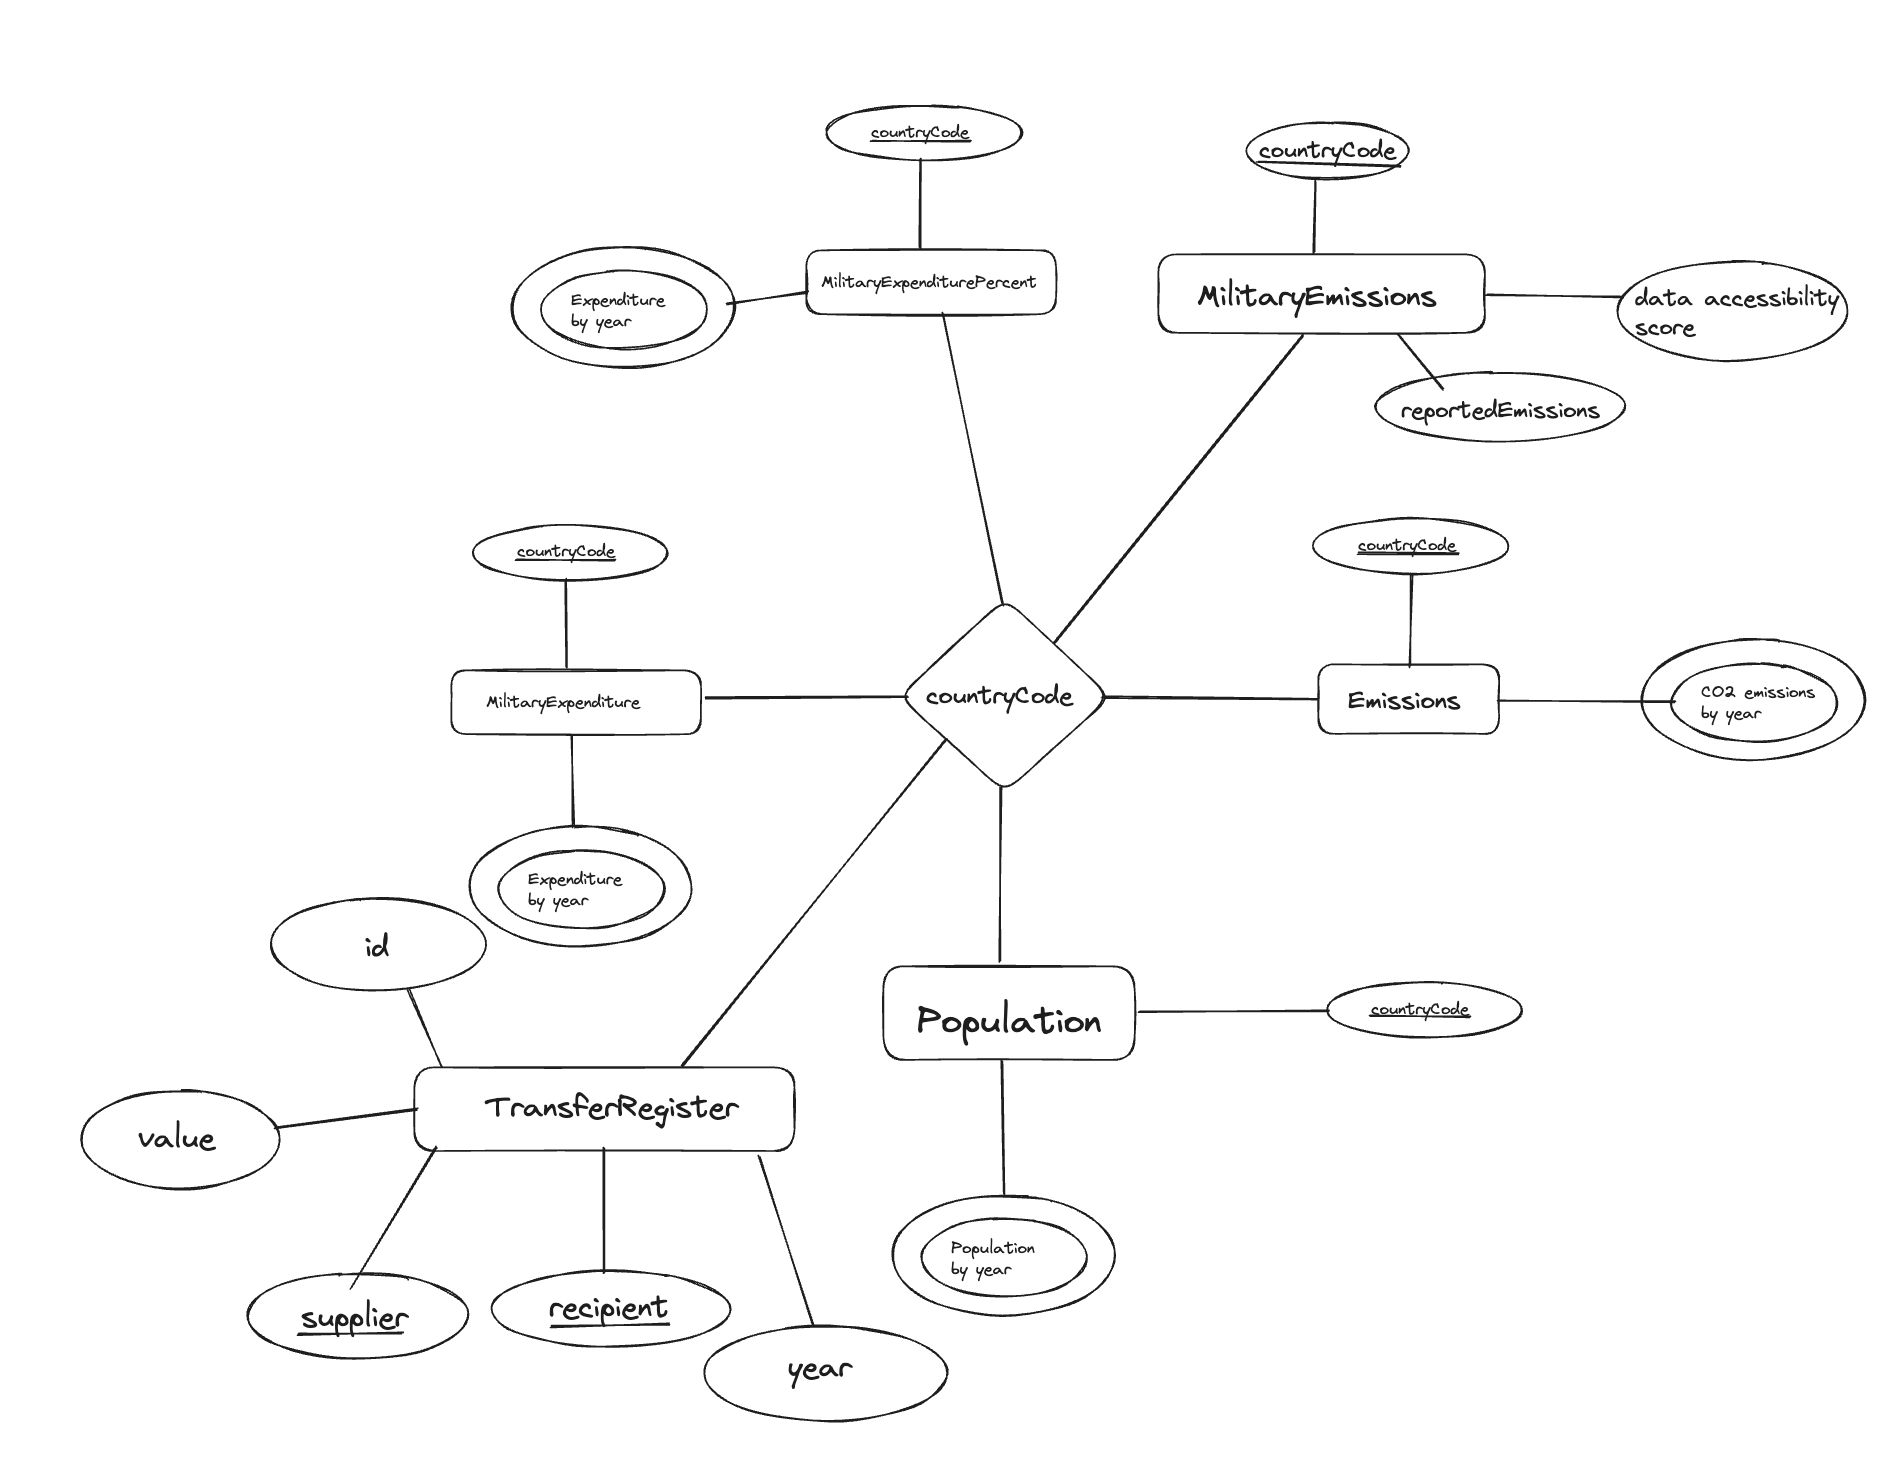 countryCode
countryCode
MilitaryExpenditurePercent
Expenditure
by year
MilitaryEmissions
data accessibility
score
reportedEmissions
countryCode
countryCode
MilitaryExpenditure
countryCode
Emissions
CO2 emissions
by year
Expenditure
by year
id
Population
countryCode
TransferRegister
value
Population
by year
supplier
recipient
year